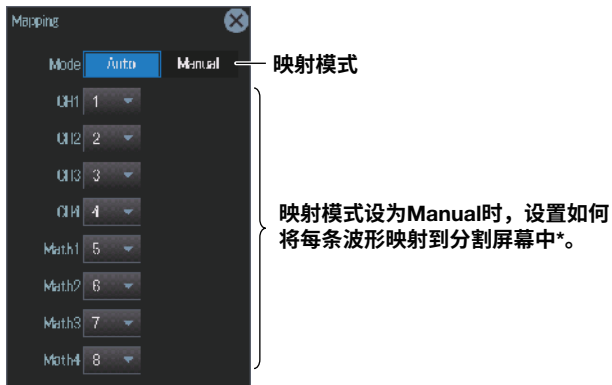 Mapping
Mode Auto Manual 映射模式
CH1 1
CH2 2
CH3 3
CH4 4
映射模式设为Manual时，设置如何
将每条波形映射到分割屏幕中*。
Math1 5
Math2 6
Math3 7
Math4 8